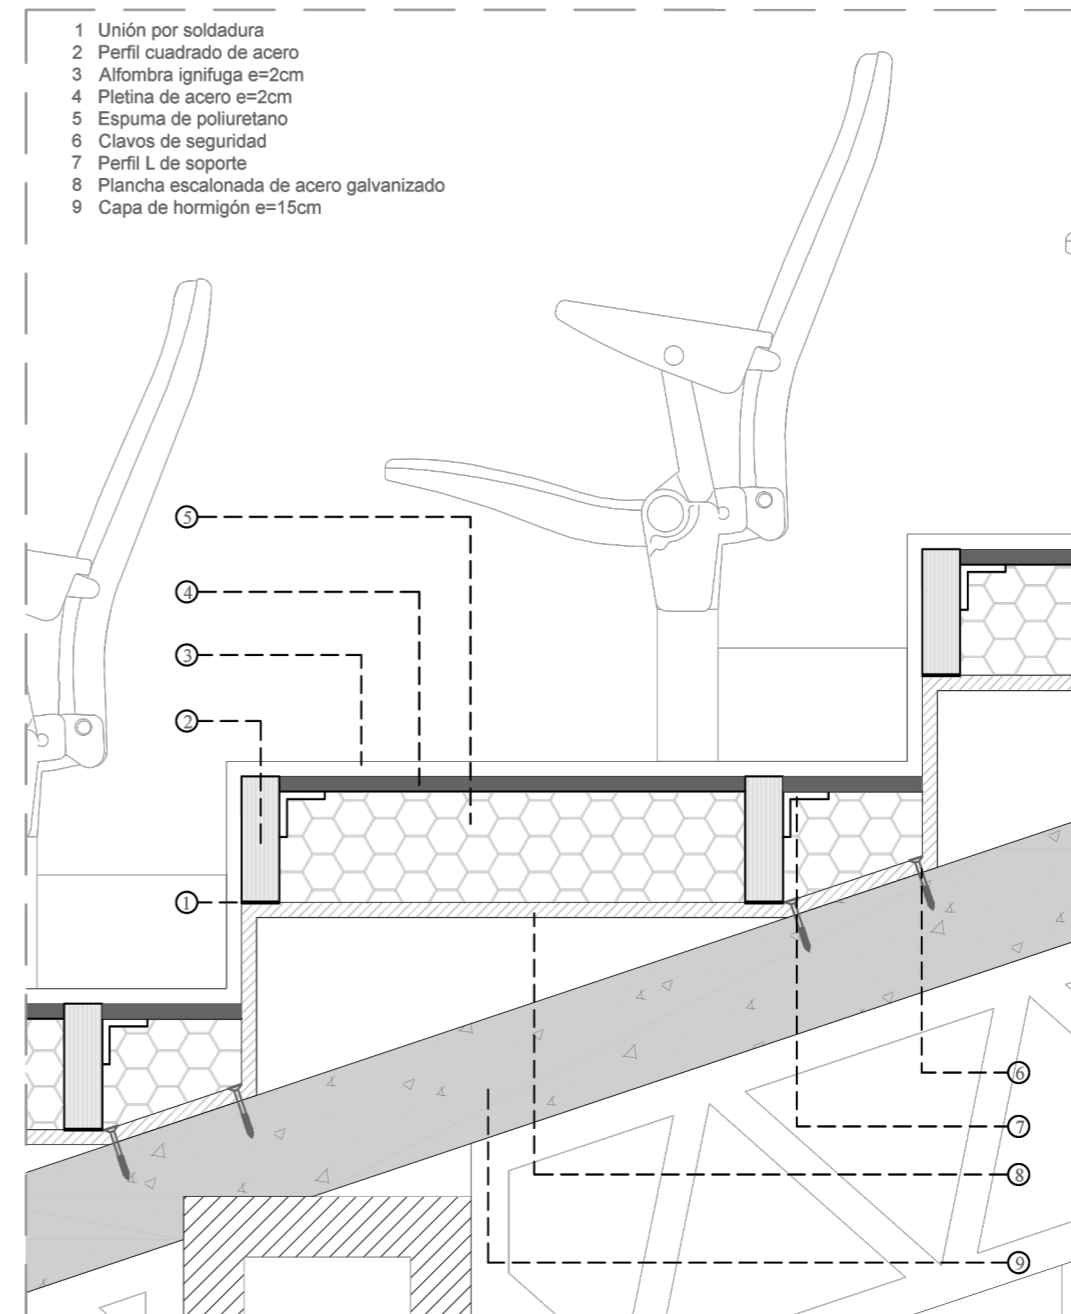 1 Unión por soldadura
2 Perfil cuadrado de acero
3 Alfombra ignifuga e=2cm
4 Pletina de acero e=2cm
5 Espuma de poliuretano
6 Clavos de seguridad
7 Perfil L de soporte
8 Plancha escalonada de acero galvanizado
9 Capa de hormigón e=15cm
5
4
3
2
1
6
7
8
9